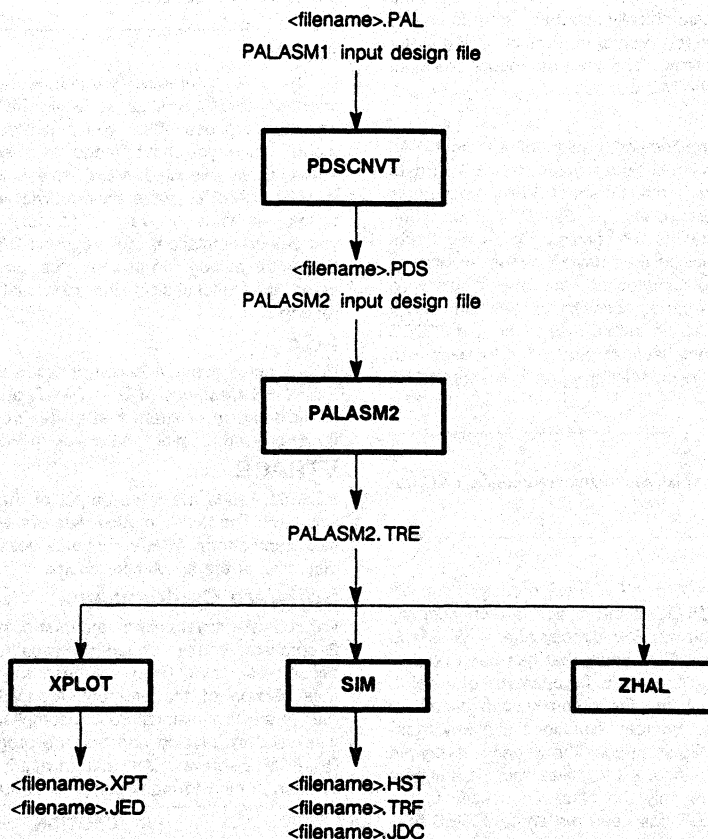 <filename>.PAL
PALASM1 input design file
PDSCNVT
<filename>.PDS
PALASM2 input design file
PALASM2
PALASM2.TRE
XPLOT
SIM
ZHAL
<filename>.XPT
<filename>.JED
<filename>.HST
<filename>.TRF
<filename>.JDC